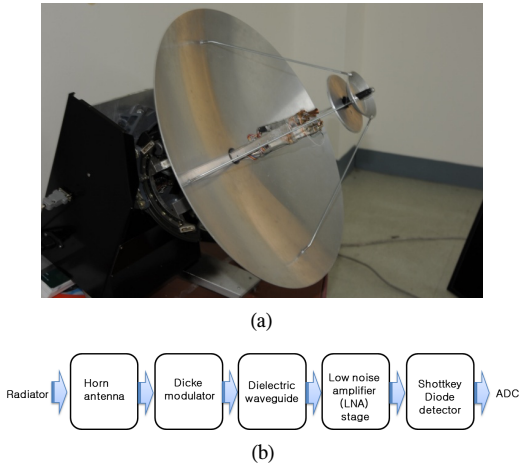 (a)
Radiator
Horn
antenna
Dicke
modulator
Dielectric
waveguide
Low noise
amplifier
(LNA)
stage
Shottkey
Diode
detector
ADC
(b)